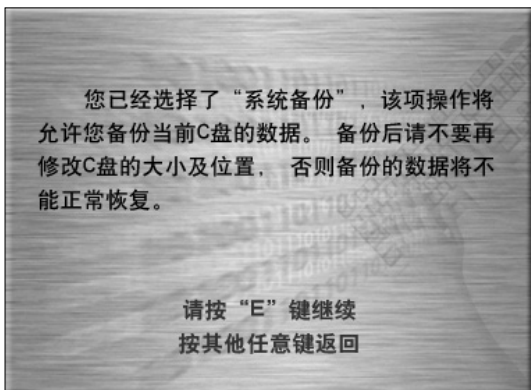 您已经选择了“系统备份”，该项操作将
允许您备份当前C盘的数据。 备份后请不要再
修改C盘的大小及位置， 否则备份的数据将不
能正常恢复。
请按“E”键继续
按其他任意键返回